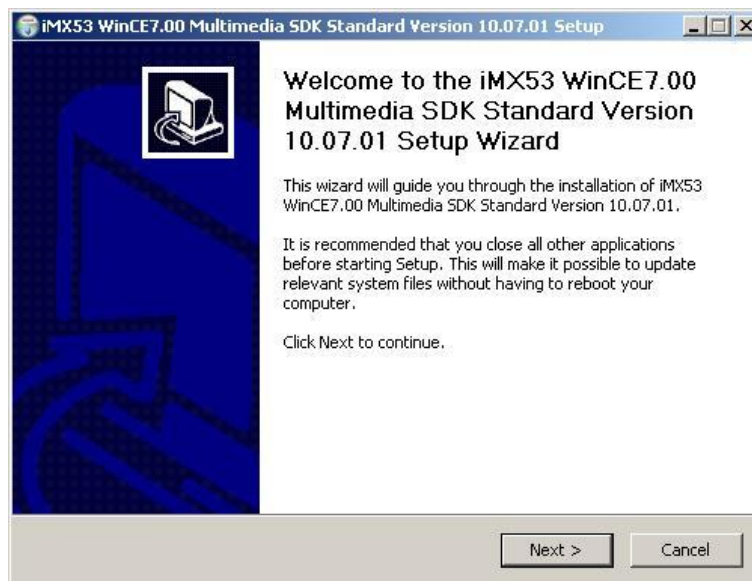 iMX53 WinCE7.00 Multimedia SDK Standard Version 10.07.01 Setup
Welcome to the iMX53 WinCE7.00
Multimedia SDK Standard Version
10.07.01 Setup Wizard
This wizard will guide you through the installation of iMX53
WinCE7.00 Multimedia SDK Standard Version 10.07.01.
It is recommended that you close all other applications
before starting Setup. This will make it possible to update
relevant system files without having to reboot your
computer.
Click Next to continue.
Next >
Cancel